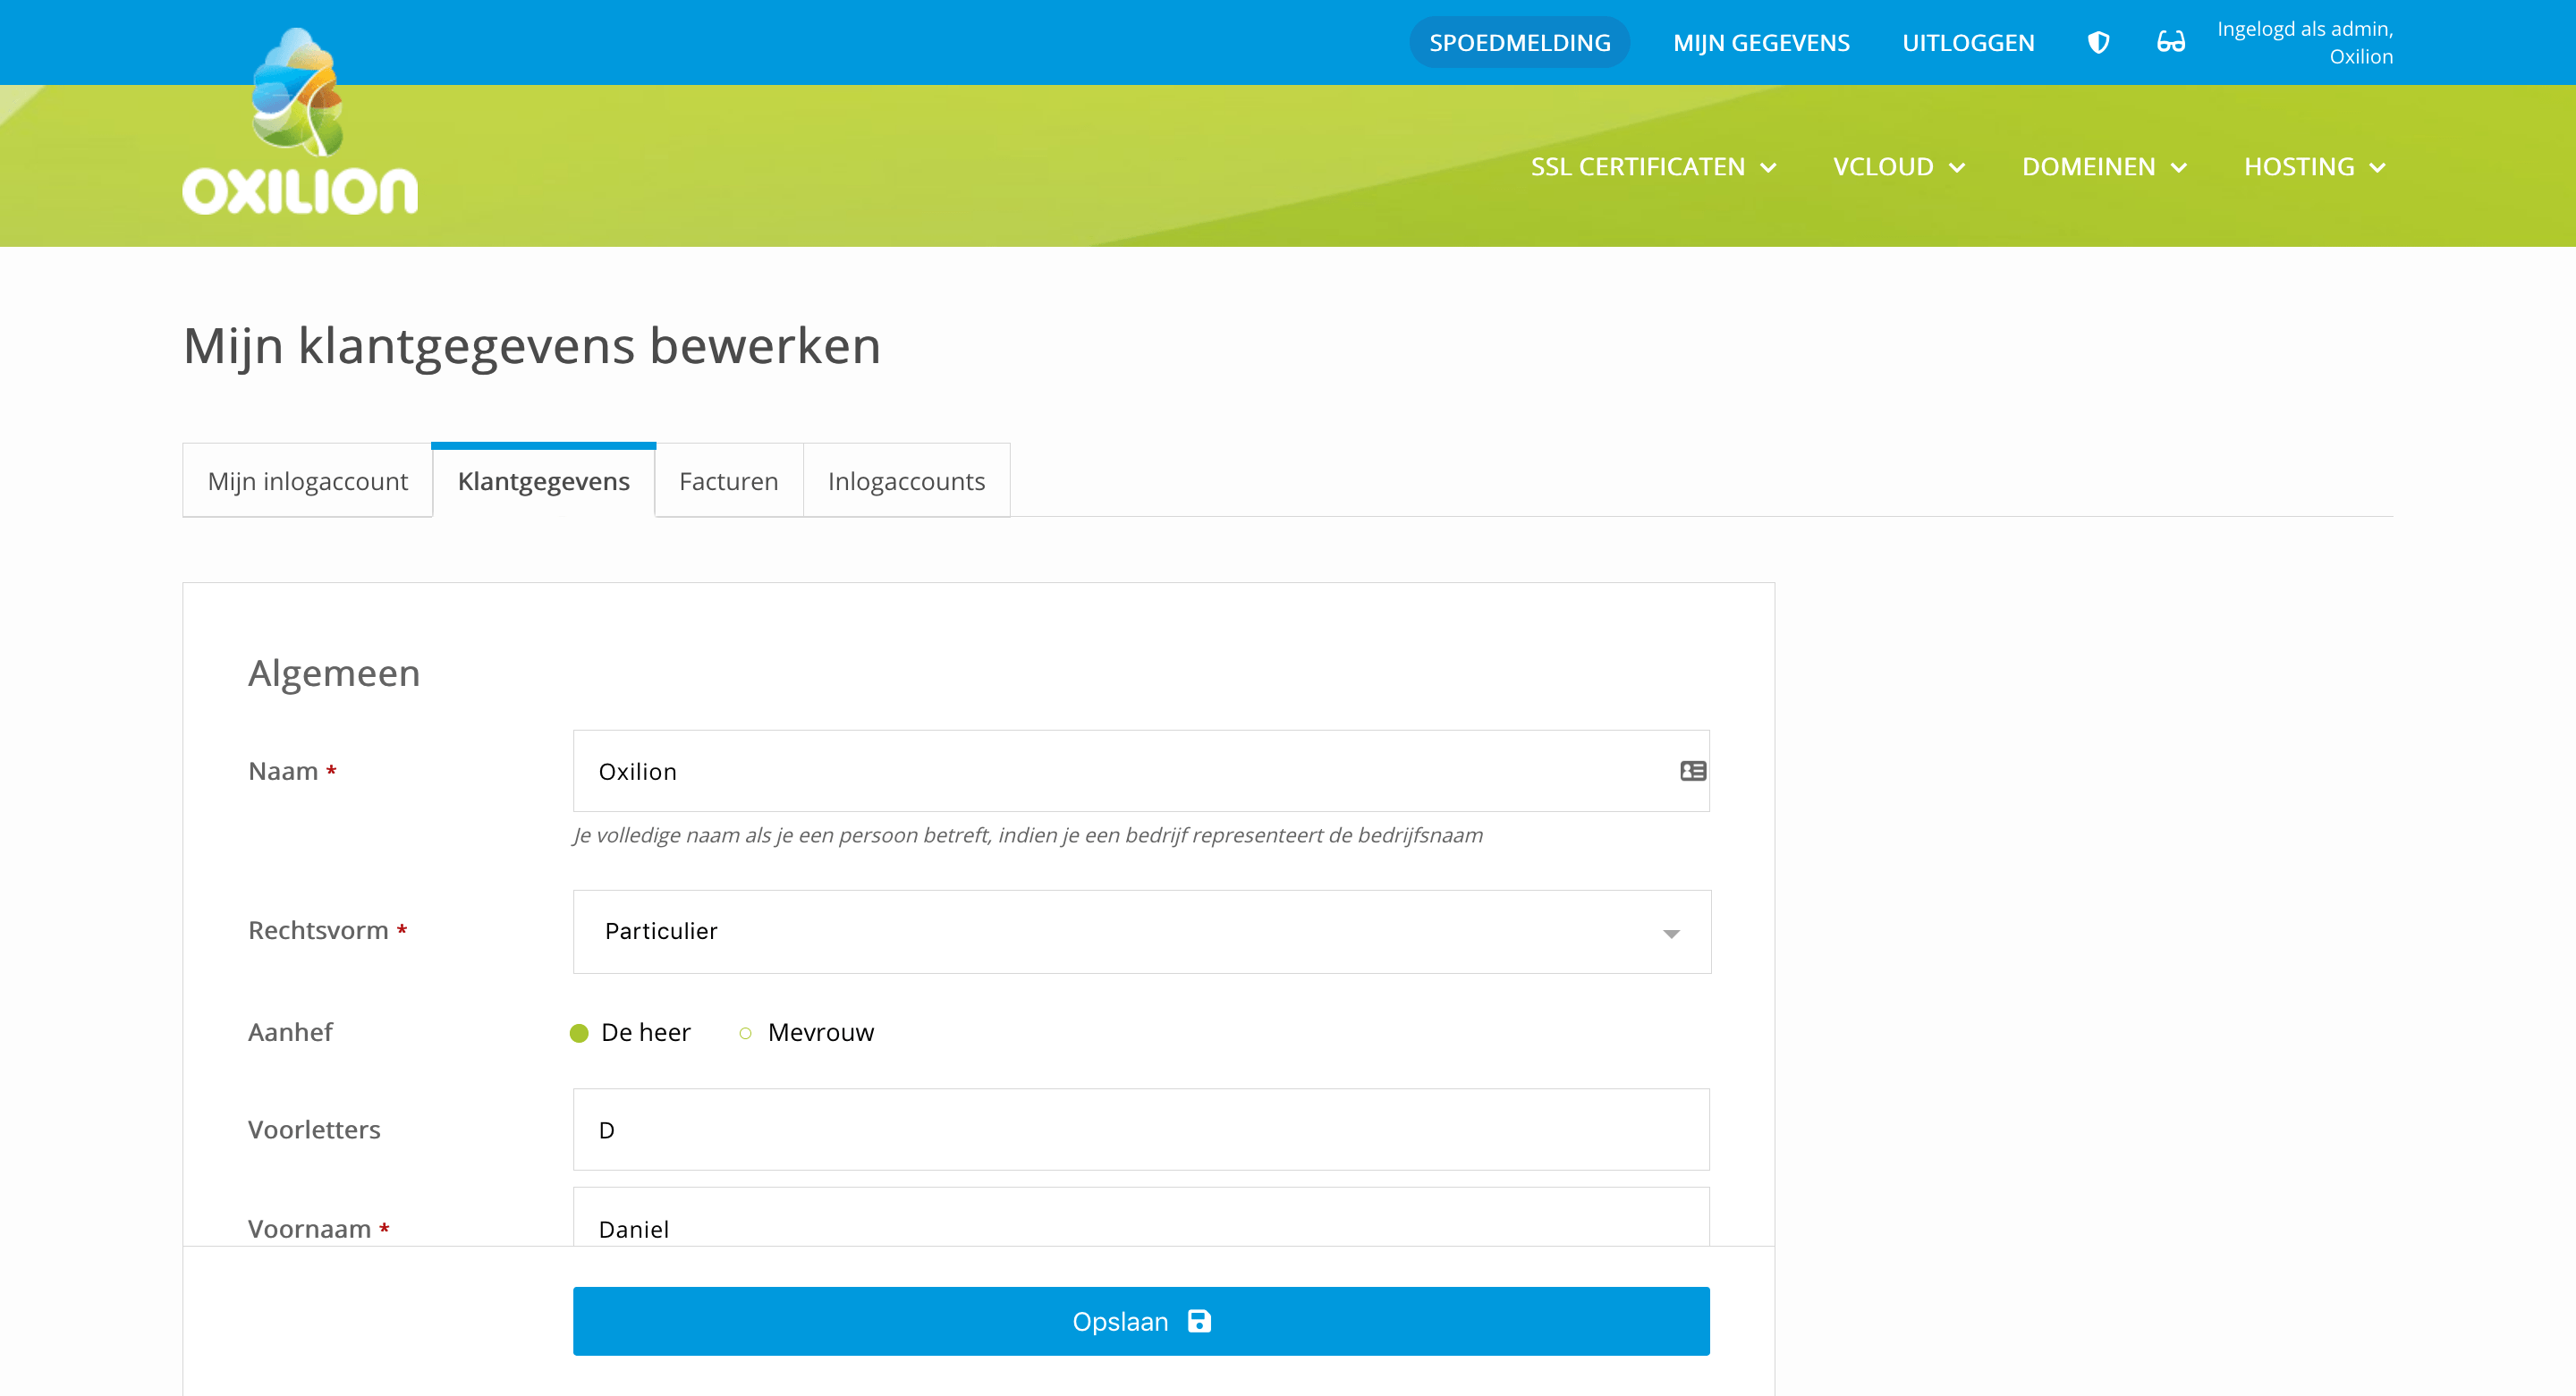 SPOEDMELDING MIJN GEGEVENS UITLOGGEN Ingelogd als admin,
Oxilion
OXILION
SSL CERTIFICATEN VCLOUD DOMEINEN HOSTING
Mijn klantgegevens bewerken
Mijn inlogaccount Klantgegevens Facturen Inlogaccounts
Algemeen
Naam * Oxilion
Je volledige naam als je een persoon betreft, indien je een bedrijf representeert de bedrijfsnaam
Rechtsvorm * Particulier
Aanhef De heer Mevrouw
Voorletters D
Voornaam * Daniel
Opslaan